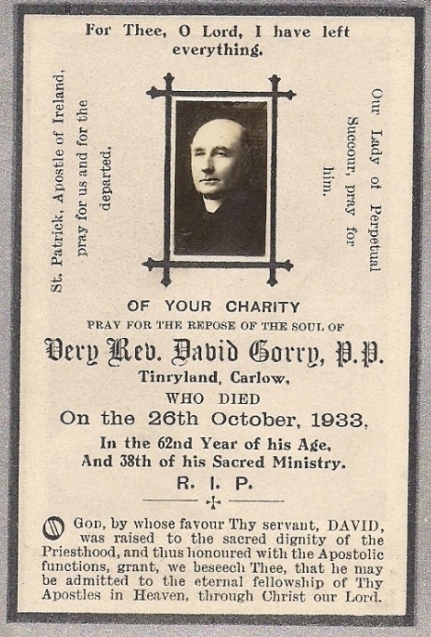 For Thee, O Lord, I have left
everything.
St. Patrick, Apostle of Ireland,
pray for us and for the
departed.
Our Lady of Perpetual
Succour, pray for
him.
OF YOUR CHARITY
PRAY FOR THE REPOSE OF THE SOUL OF
Very Rev. David Gorry, P.P.
Tinryland, Carlow,
WHO DIED
On the 26th October, 1933,
In the 62nd Year of his Age,
And 38th of his Sacred Ministry.
R. I. P.
O GOD, by whose favour Thy servant, DAVID,
was raised to the sacred dignity of the
Priesthood, and thus honoured with the Apostolic
functions, grant, we beseech Thee, that he may
be admitted to the eternal fellowship of Thy
Apostles in Heaven, through Christ our Lord.